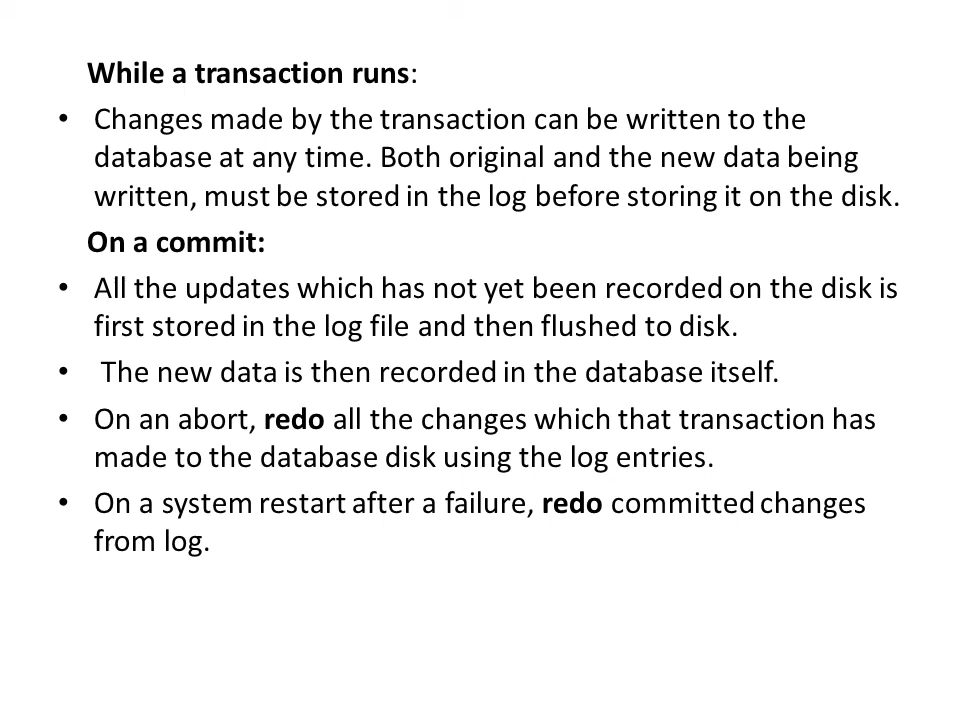 While a transaction runs:
• Changes made by the transaction can be written to the
database at any time. Both original and the new data being
written, must be stored in the log before storing it on the disk.
On a commit:
• All the updates which has not yet been recorded on the disk is
first stored in the log file and then flushed to disk.
• The new data is then recorded in the database itself.
• On an abort, redo all the changes which that transaction has
made to the database disk using the log entries.
• On a system restart after a failure, redo committed changes
from log.